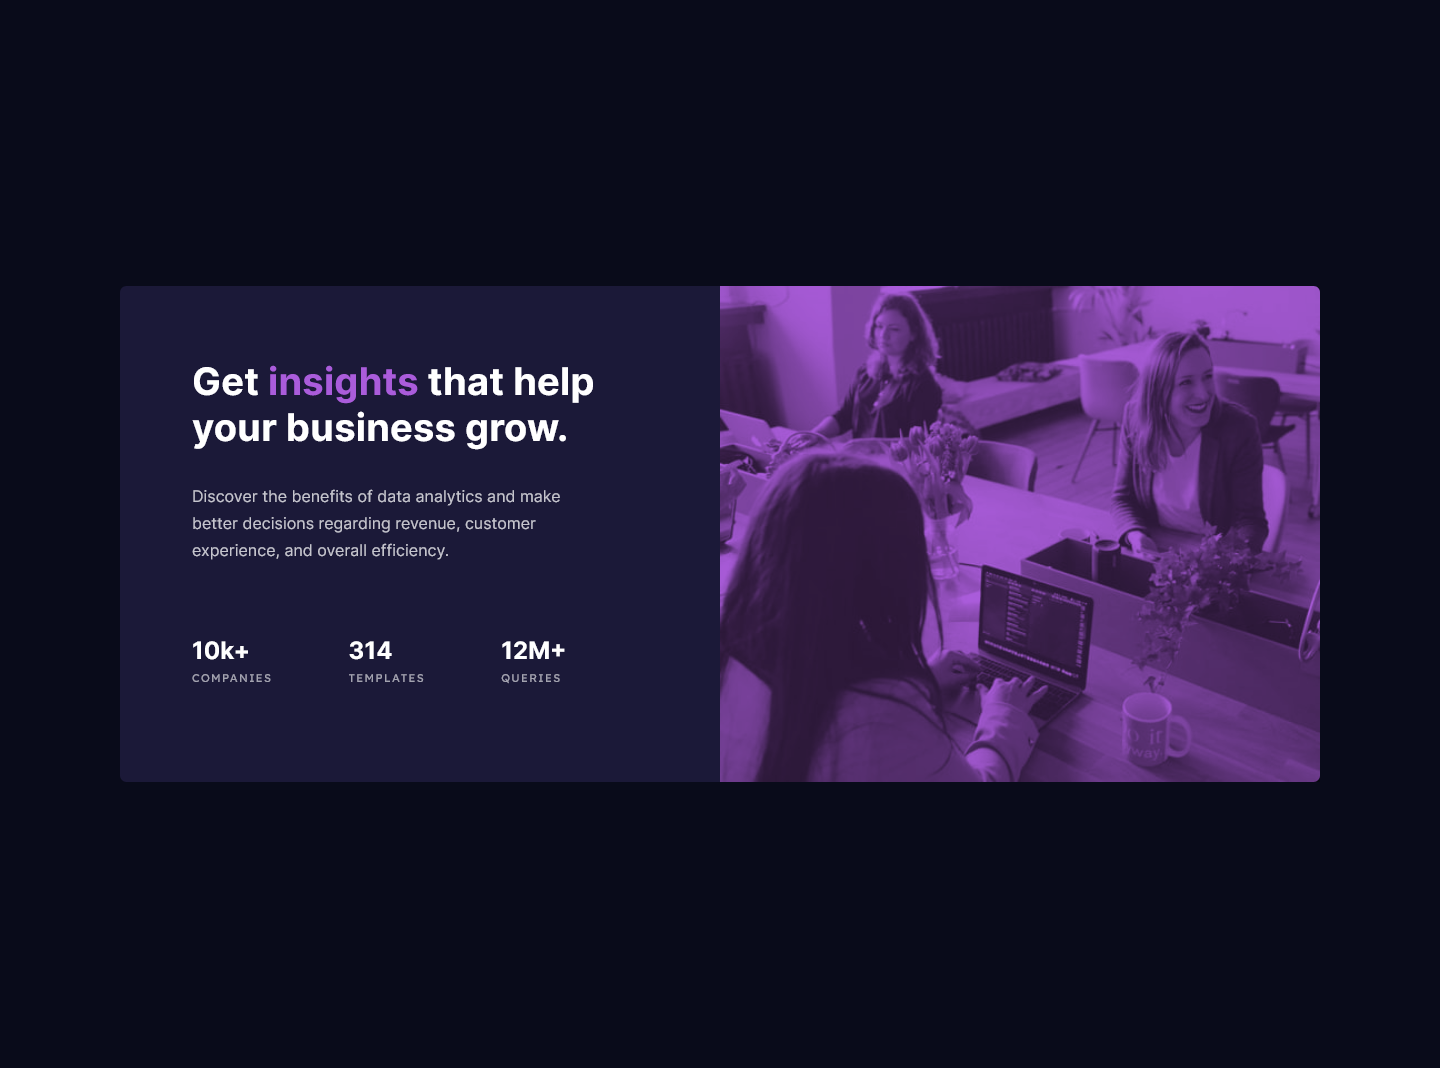 Get insights that help
your business grow.
Discover the benefits of data analytics and make
better decisions regarding revenue, customer
experience, and overall efficiency.
10k+ 314 12M+
COMPANIES TEMPLATES QUERIES